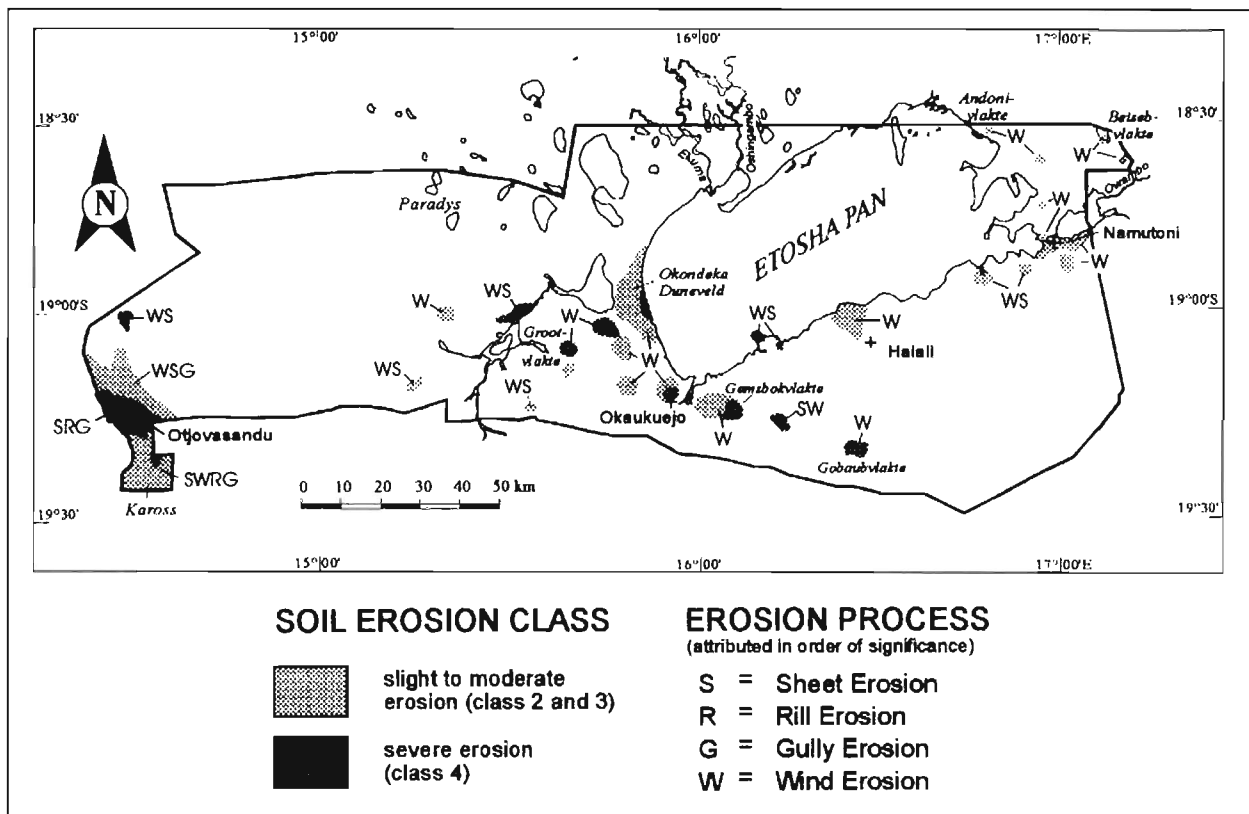 15°00'
16°00'
17°00'E
18°30'
18°30'
Andoni-
vlakte
Beiseb-
vlakte
W
W
Oshingambo
Ekuma
Owambo
N
Paradys
ETOSHA PAN
W
Namutoni
Okondeka
Duneveld
W
WS
19°00'S
19°00'S
WS
W
WS
W
Groot-
vlakte
WS
W
Halali
W
WSG
WS
WS
W
Gemsbokvlakte
SRG
Otjovasandu
Okaukuejo
W
SW
W
Gobaubvlakte
SWRG
Kaross
0 10 20 30 40 50 km
19°30'
19°30'
15°00'
16°00'
17°00'E
SOIL EROSION CLASS
slight to moderate
erosion (class 2 and 3)
severe erosion
(class 4)
EROSION PROCESS
(attributed in order of significance)
S = Sheet Erosion
R = Rill Erosion
G = Gully Erosion
W = Wind Erosion